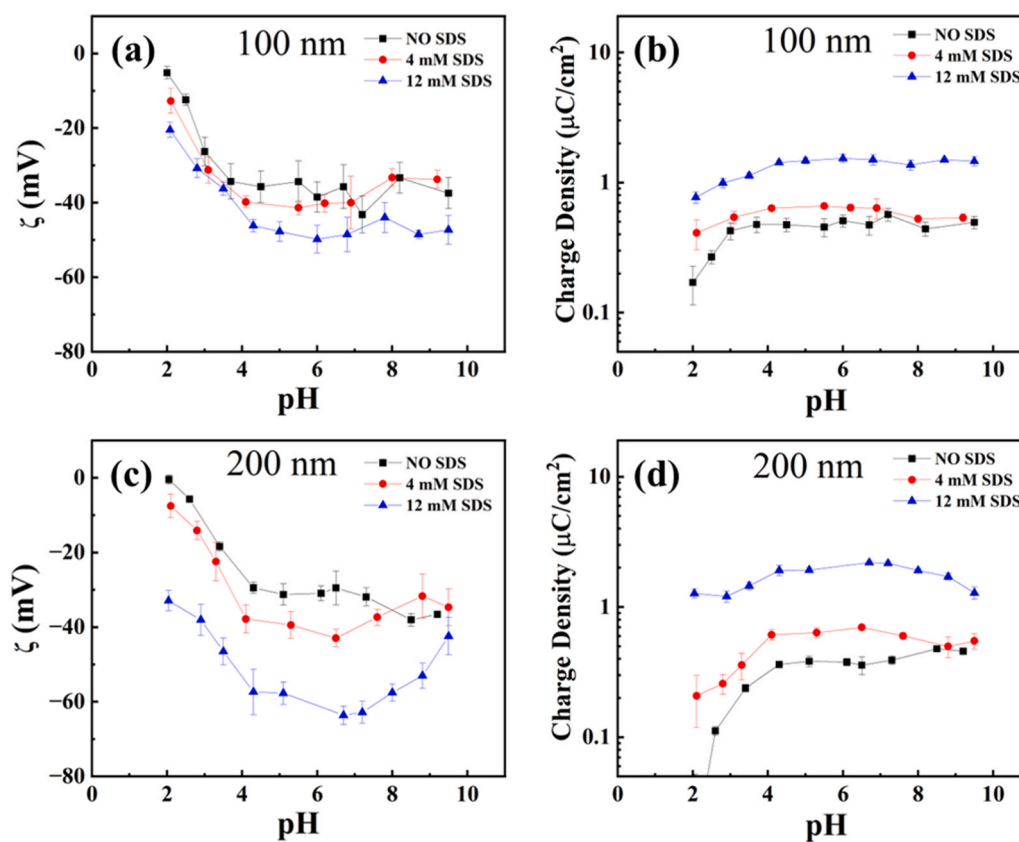 (a)
100 nm
NO SDS
4 mM SDS
12 mM SDS
0
-20
-40
-60
-80
ζ (mV)
0 2 4 6 8 10
pH
(b)
100 nm
NO SDS
4 mM SDS
12 mM SDS
10
1
0.1
Charge Density (μC/cm²)
0 2 4 6 8 10
pH
(c)
200 nm
NO SDS
4 mM SDS
12 mM SDS
0
−20
−40
−60
−80
ζ (mV)
0 2 4 6 8 10
pH
(d)
200 nm
NO SDS
4 mM SDS
12 mM SDS
10
1
0.1
Charge Density (μC/cm²)
0 2 4 6 8 10
pH